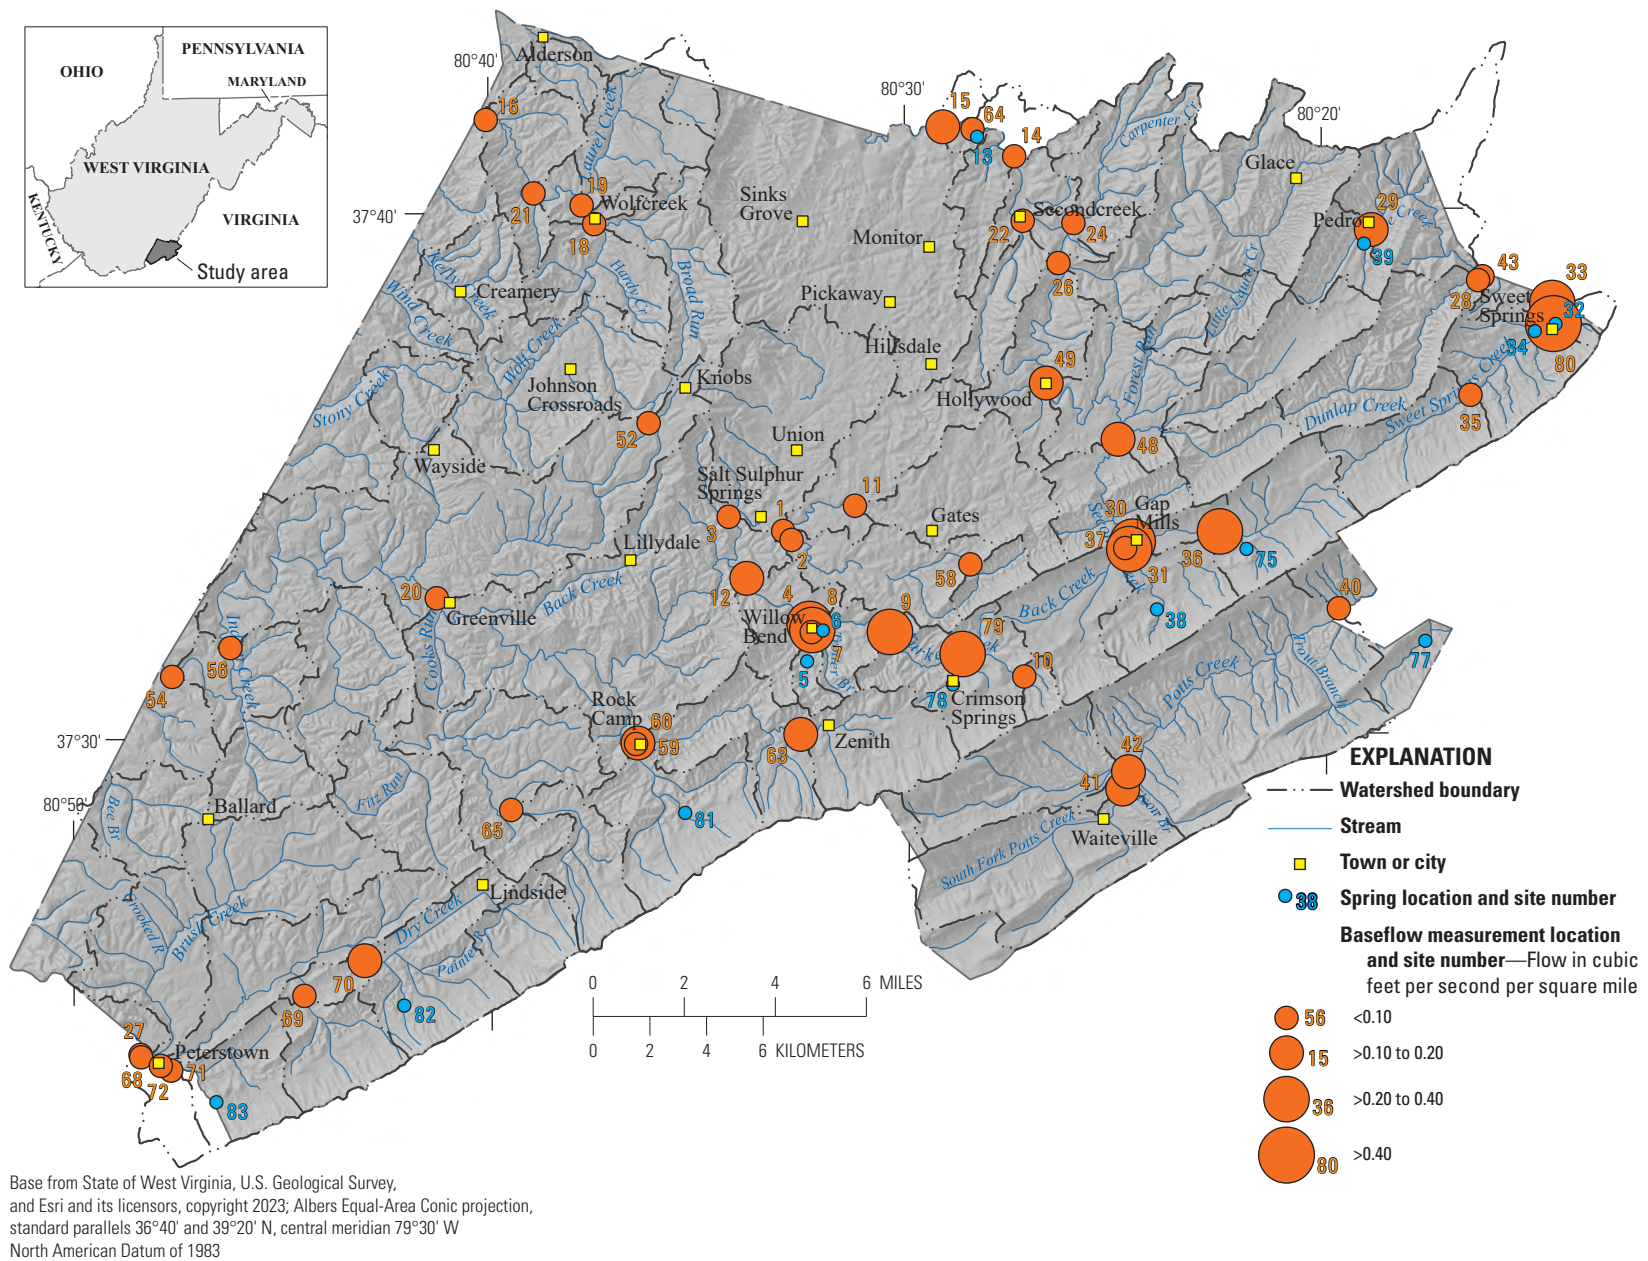 PENNSYLVANIA
OHIO
MARYLAND
WEST VIRGINIA
KENTUCKY
VIRGINIA
Study area
80°40'
80°30'
80°20'
37°40'
37°30'
80°50'
Alderson
16
Laurel Creek
21
19
Wolfcreek
18
15
64
13
14
Carpenter Cr
Glace
Sinks
Grove
Monitor
Secondcreek
22
24
26
29
Pedro
Creek
39
Kelly Creek
Creamery
Wind Creek
Hardy Cr
Broad Run
Pickaway
Little Laurel Cr
43
28
33
Sweet
Springs
32
34
80
Wolf Creek
Johnson
Crossroads
Knobs
Hillsdale
49
Hollywood
Forest Run
Stony Creek
52
Dunlap Creek
Sweet Springs Creek
35
Wayside
Union
48
Salt Sulphur
Springs
3
1
2
11
Gates
30
Gap
Mills
37
31
36
75
Lillydale
58
12
20
Greenville
Back Creek
Back Creek
4
8
9
79
38
40
Willow
Bend
6
7
5
77
56
Indian Creek
Cooks Run
54
10
78
Crimson
Springs
Potts Creek
Trout Branch
Rock
Camp
60
59
63
Zenith
42
41
Waiteville
South Fork Potts Creek
Bee Br
Ballard
Fitz Run
65
81
Lindside
Crooked R
Brush Creek
Dry Creek
Painter R
70
69
82
27
Peterstown
68
72
71
83
0 2 4 6 MILES
0 2 4 6 KILOMETERS
EXPLANATION
Watershed boundary
Stream
Town or city
38 Spring location and site number
Baseflow measurement location
and site number—Flow in cubic
feet per second per square mile
56 <0.10
15 >0.10 to 0.20
36 >0.20 to 0.40
80 >0.40
Base from State of West Virginia, U.S. Geological Survey,
and Esri and its licensors, copyright 2023; Albers Equal-Area Conic projection,
standard parallels 36°40' and 39°20' N, central meridian 79°30' W
North American Datum of 1983